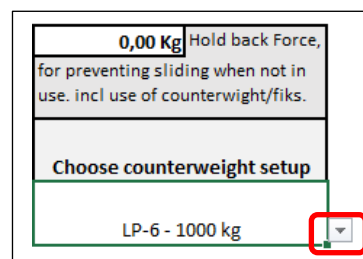 0,00 Kg Hold back Force,
for preventing sliding when not in
use. incl use of counterwight/fiks.
Choose counterweight setup
LP-6 - 1000 kg